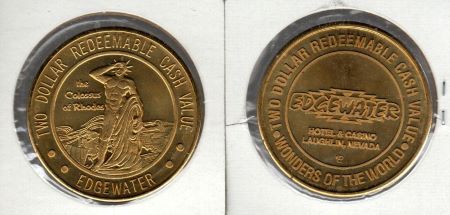 TWO DOLLAR REDEEMABLE CASH VALUE
the
Colossus
of Rhodes
EDGEWATER
TWO DOLLAR REDEEMABLE CASH VALUE
EDGEWATER
HOTEL & CASINO
LAUGHLIN, NEVADA
WONDERS OF THE WORLD